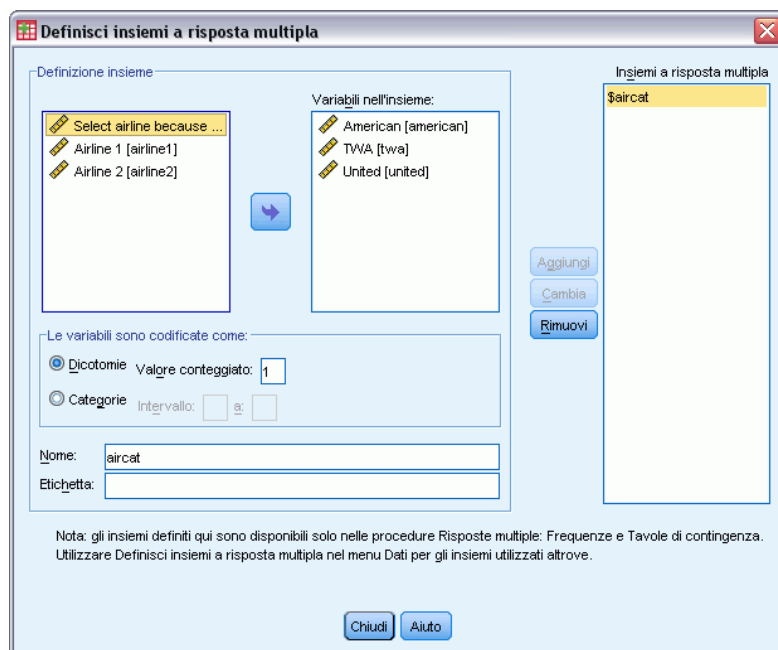 Definisci insiemi a risposta multipla
Definizione insieme
Select airline because ...
Airline 1 [airline1]
Airline 2 [airline2]
Variabili nell'insieme:
American [american]
TWA [twa]
United [united]
Le variabili sono codificate come:
Dicotomie Valore conteggiato: 1
Categorie Intervallo: a:
Nome: aircat
Etichetta:
Insiemi a risposta multipla
$aircat
Aggiungi
Cambia
Rimuovi
Nota: gli insiemi definiti qui sono disponibili solo nelle procedure Risposte multiple: Frequenze e Tavole di contingenza.
Utilizzare Definisci insiemi a risposta multipla nel menu Dati per gli insiemi utilizzati altrove.
Chiudi Aiuto